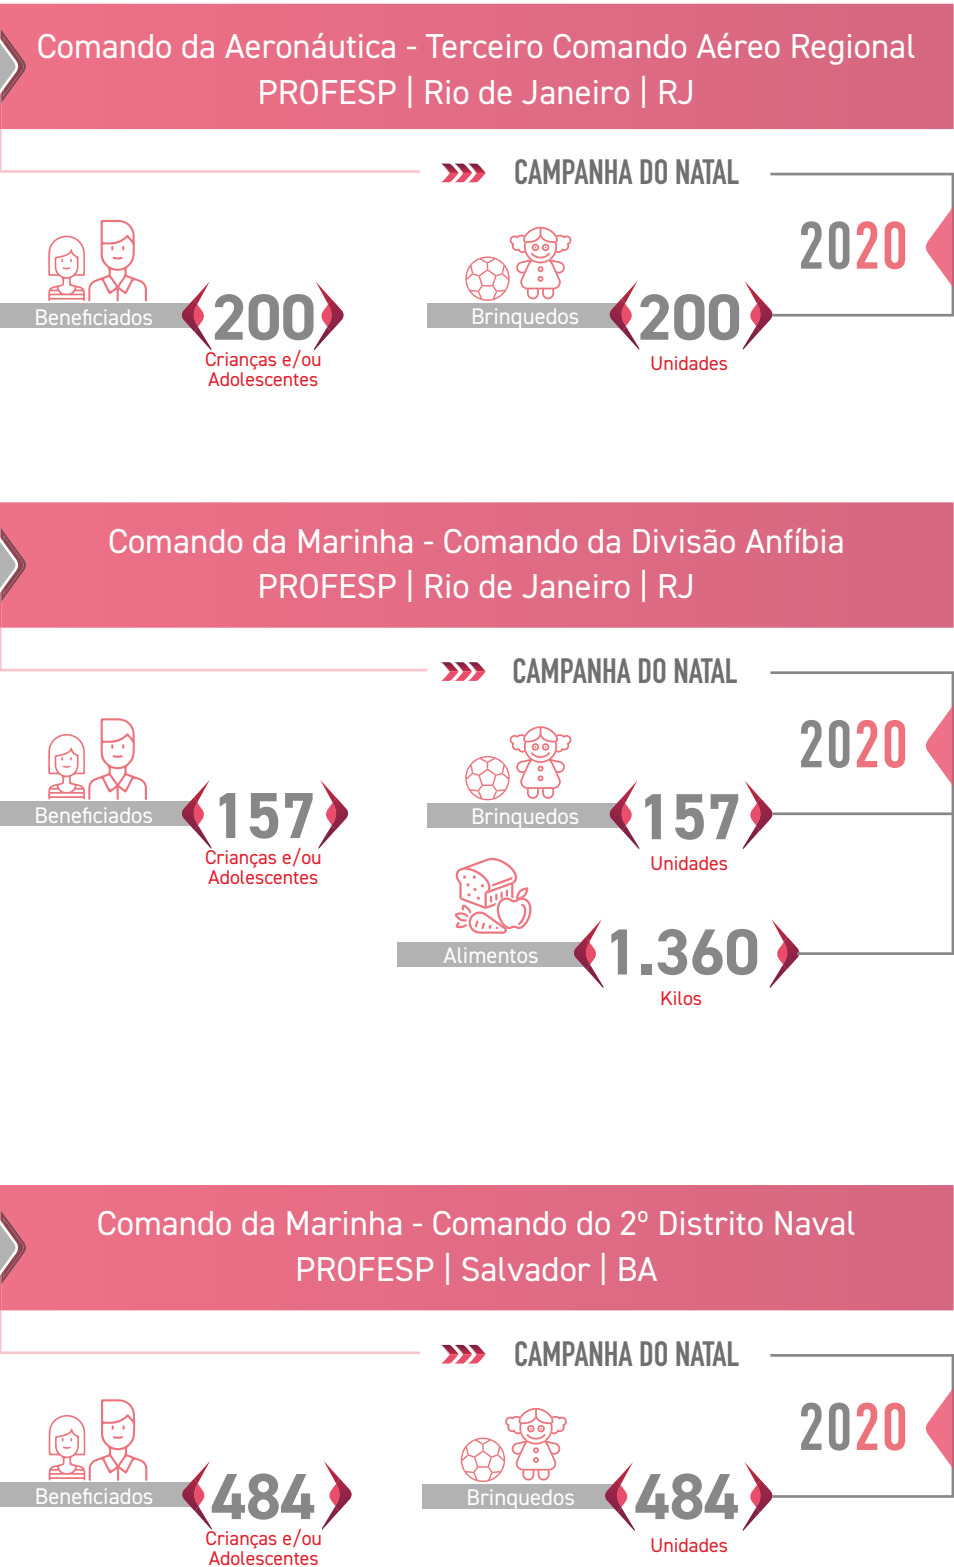 Comando da Aeronáutica - Terceiro Comando Aéreo Regional
PROFESP | Rio de Janeiro | RJ
CAMPANHA DO NATAL
2020
Beneficiados
200
Crianças e/ou
Adolescentes
Brinquedos
200
Unidades
Comando da Marinha - Comando da Divisão Anfíbia
PROFESP | Rio de Janeiro | RJ
CAMPANHA DO NATAL
2020
Beneficiados
157
Crianças e/ou
Adolescentes
Brinquedos
157
Unidades
Alimentos
1.360
Kilos
Comando da Marinha - Comando do 2º Distrito Naval
PROFESP | Salvador | BA
CAMPANHA DO NATAL
2020
Beneficiados
484
Crianças e/ou
Adolescentes
Brinquedos
484
Unidades